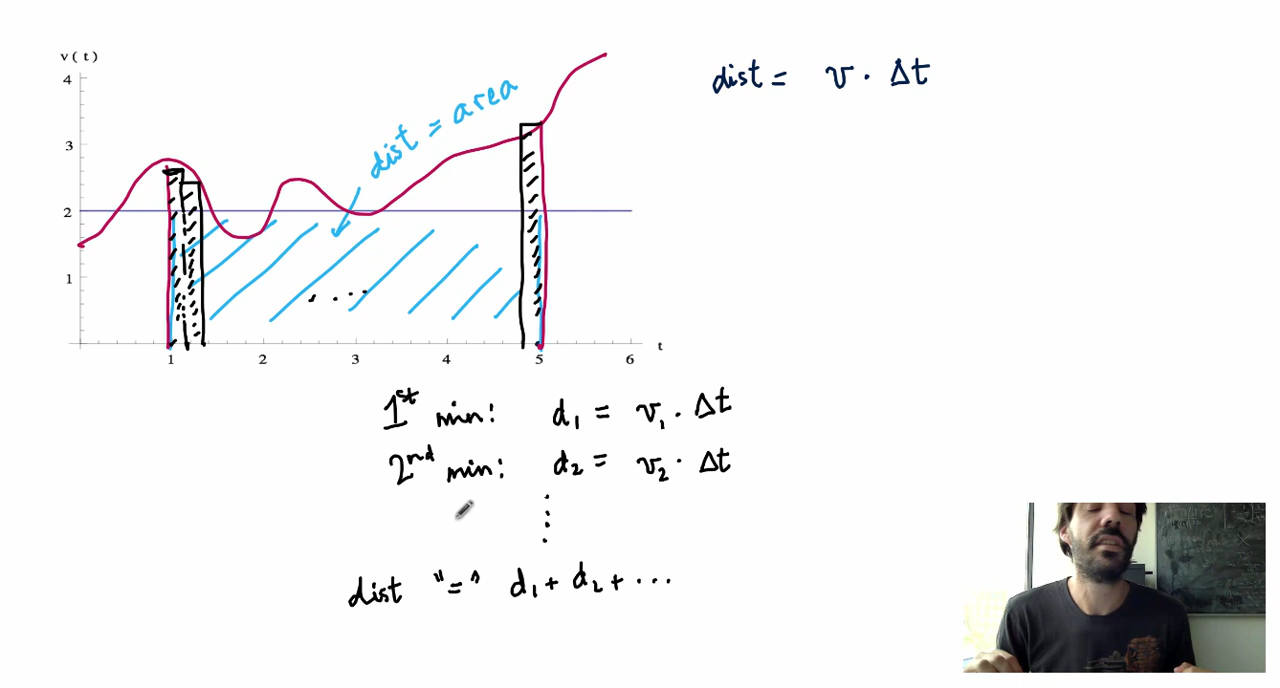 v(t)
dist = v · Δt
4
3
2
1
dist = area
. . . .
1 2 3 4 5 6 t
1st min: d1 = v1 · Δt
2nd min: d2 = v2 · Δt
⋮
dist "=" d1 + d2 + ...